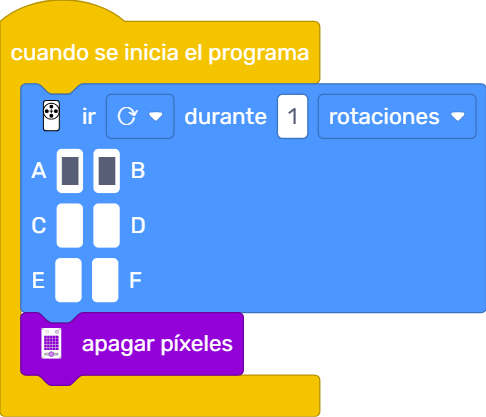 cuando se inicia el programa
ir durante 1 rotaciones
A B
C D
E F
apagar píxeles